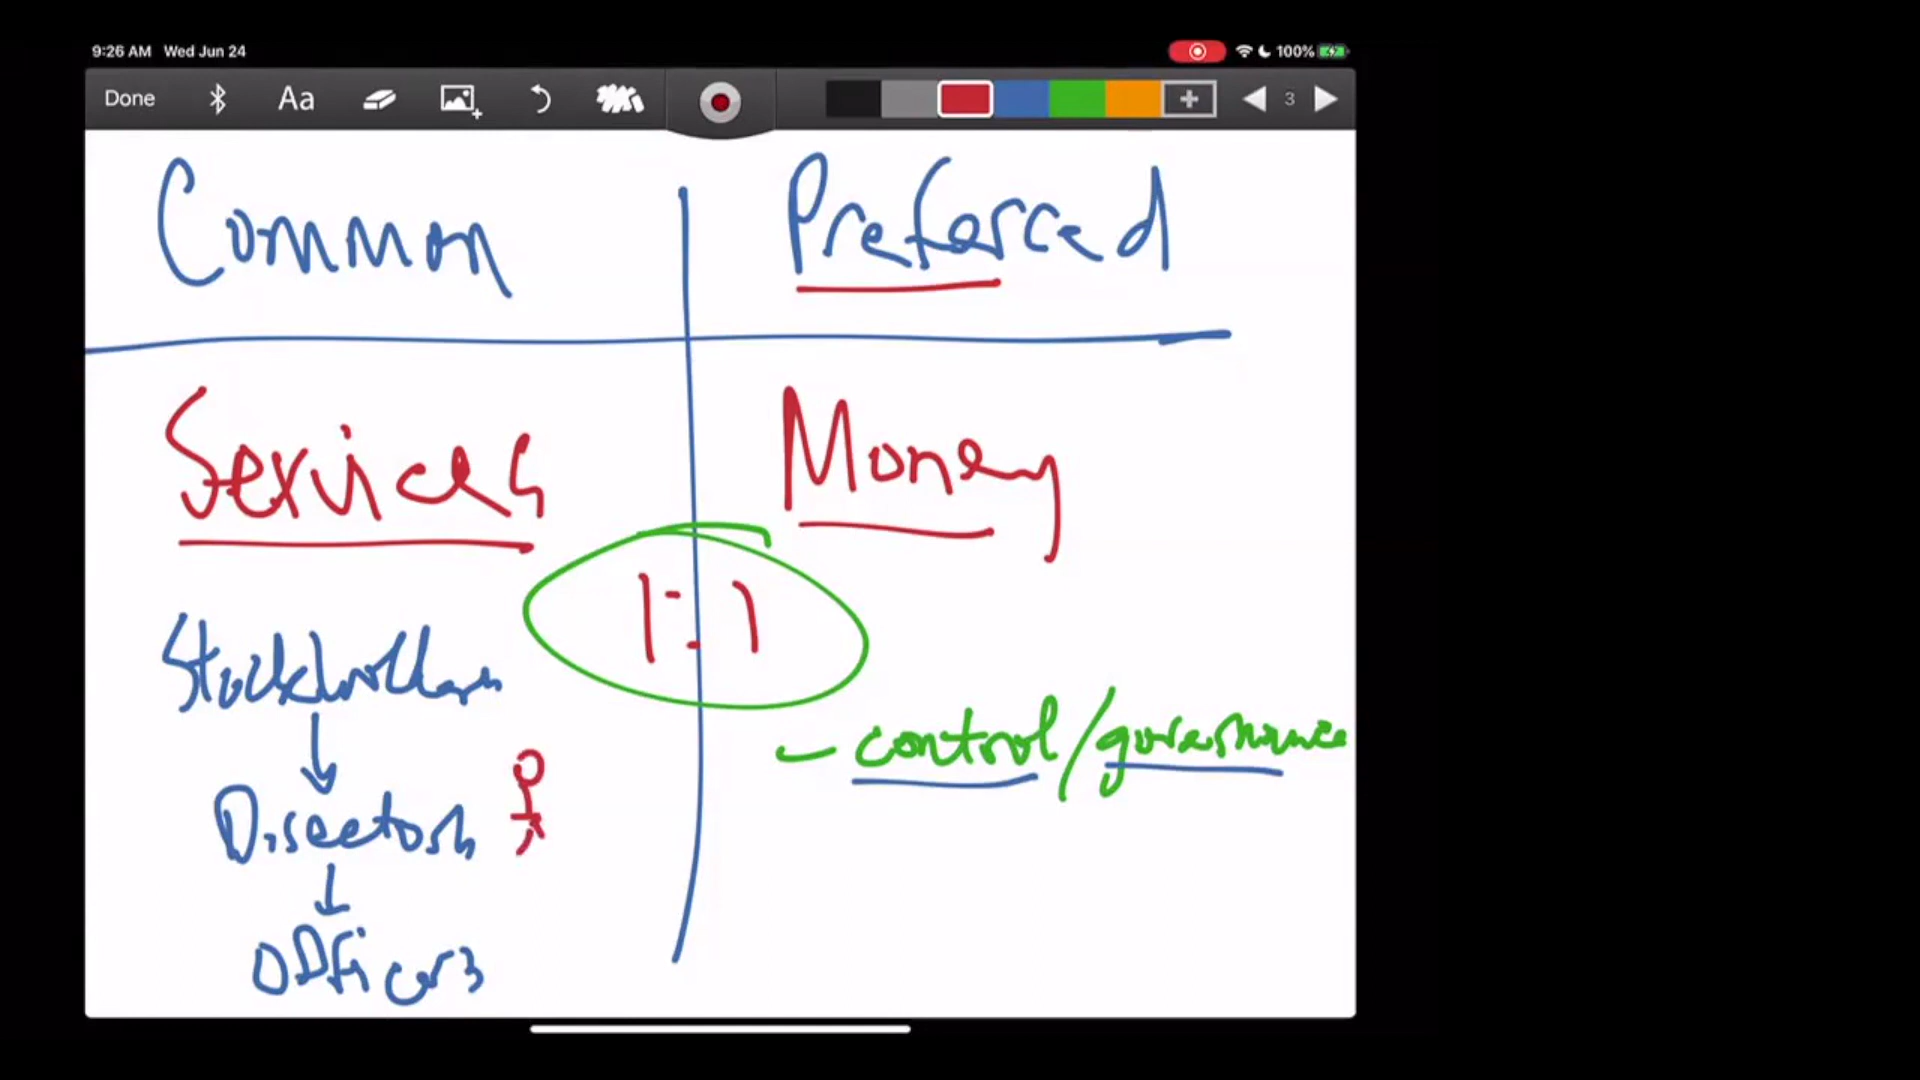 9:26 AM Wed Jun 24
100%
Done
Aa
3
Common
Preferred
Services
Money
1:1
Stockholders
- control/governance
Directors
Officers